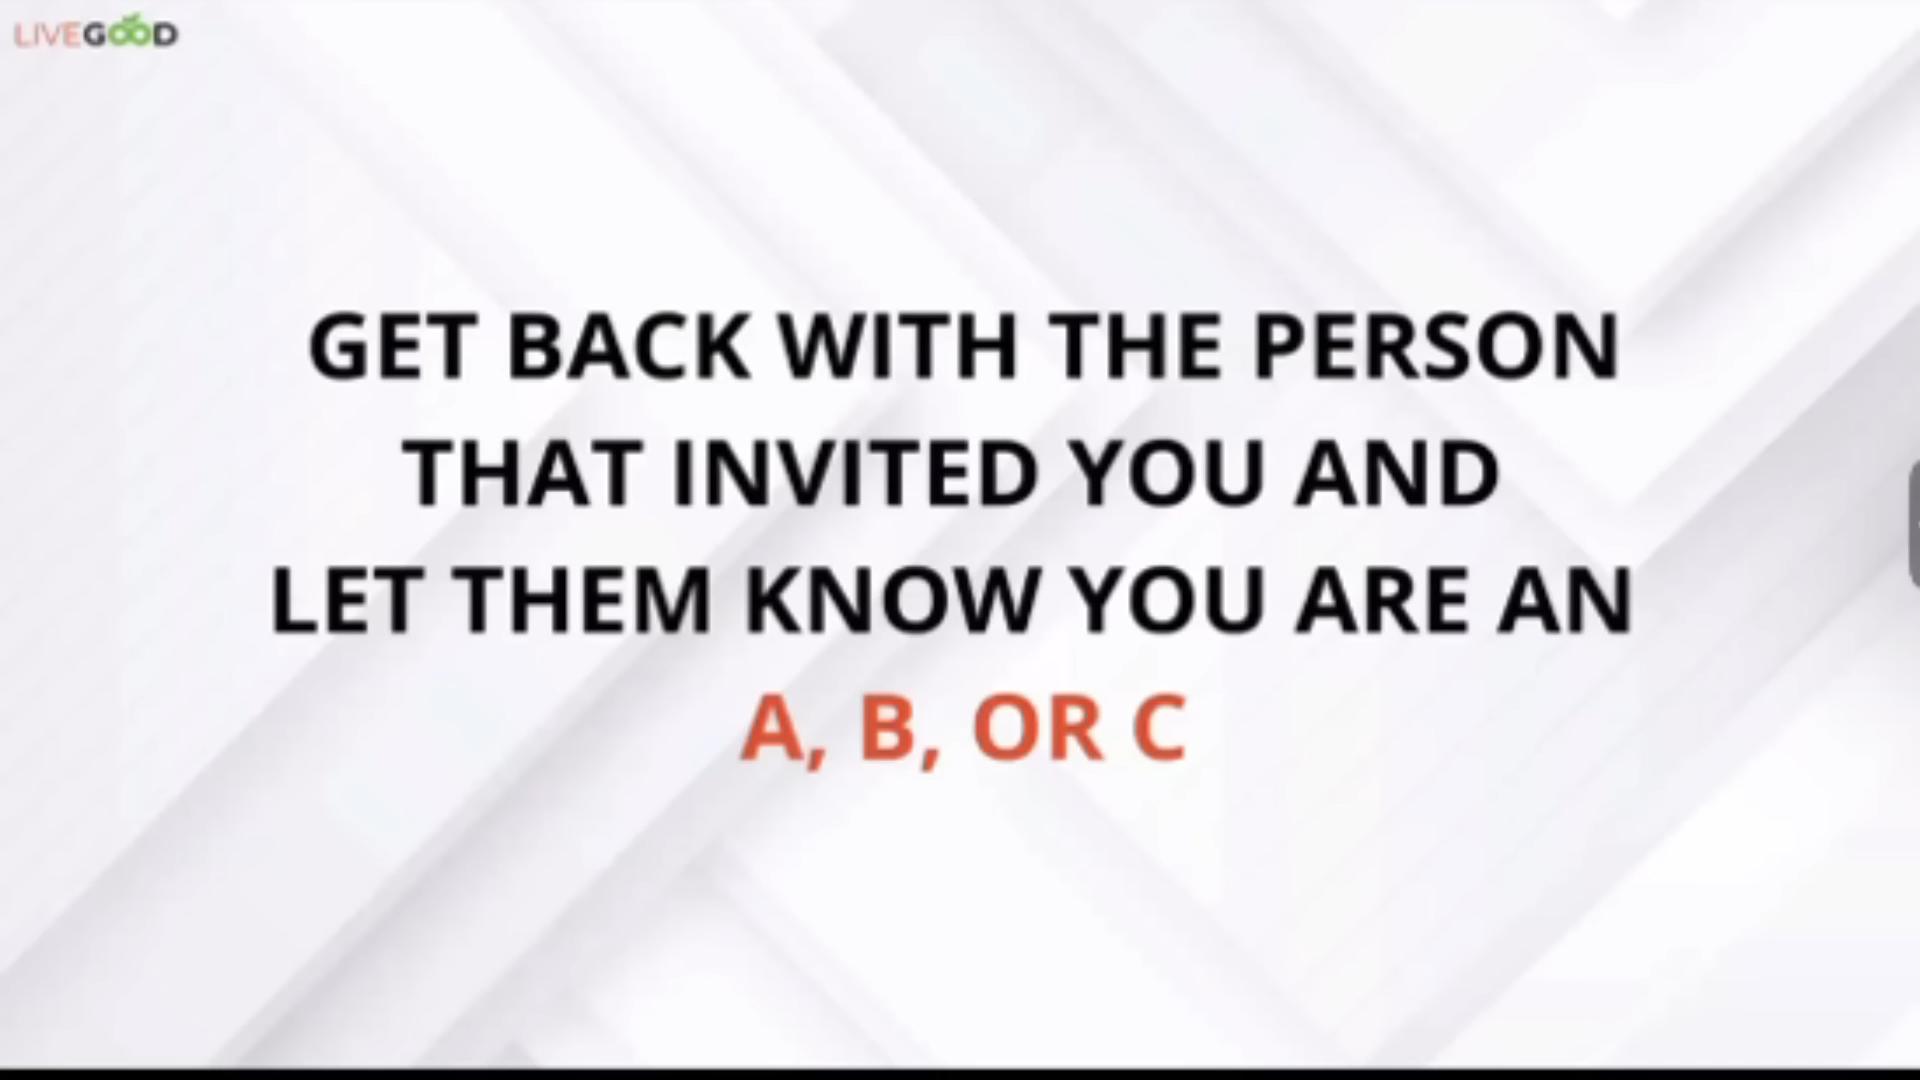 LIVEGOOD
GET BACK WITH THE PERSON
THAT INVITED YOU AND
LET THEM KNOW YOU ARE AN
A, B, OR C